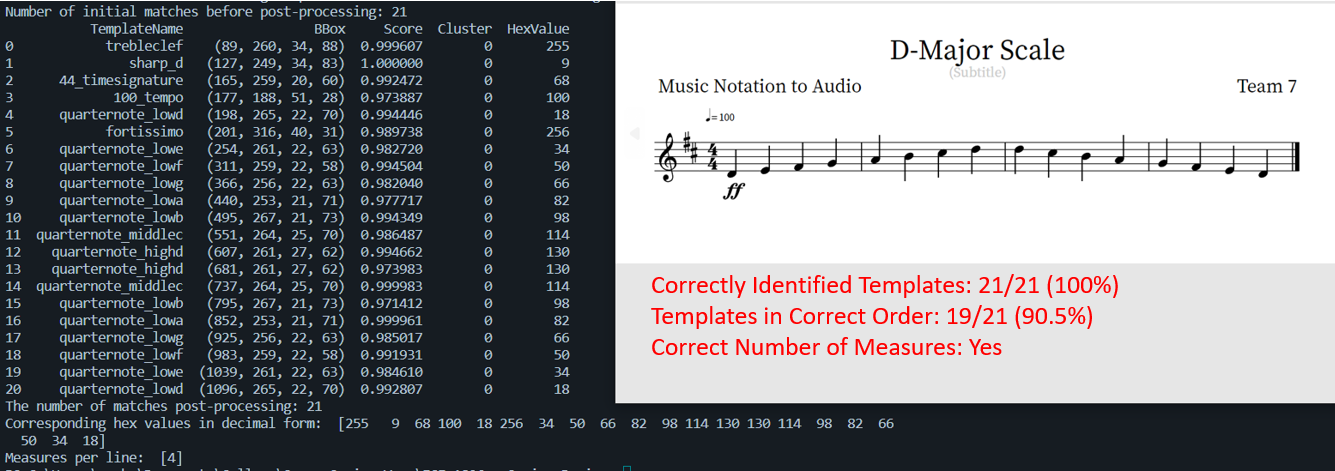 Number of initial matches before post-processing: 21
TemplateName BBox Score Cluster HexValue
0 trebleclef (89, 260, 34, 88) 0.999607 0 255
1 sharp_d (127, 249, 34, 83) 1.000000 0 9
2 44_timesignature (165, 259, 20, 60) 0.992472 0 68
3 100_tempo (177, 188, 51, 28) 0.973887 0 100
4 quarternote_lowd (198, 265, 22, 70) 0.994446 0 18
5 fortissimo (201, 316, 40, 31) 0.989738 0 256
6 quarternote_lowe (254, 261, 22, 63) 0.982720 0 34
7 quarternote_lowf (311, 259, 22, 58) 0.994504 0 50
8 quarternote_lowg (366, 256, 22, 63) 0.982040 0 66
9 quarternote_lowa (440, 253, 21, 71) 0.977717 0 82
10 quarternote_lowb (495, 267, 21, 73) 0.994349 0 98
11 quarternote_middlec (551, 264, 25, 70) 0.986487 0 114
12 quarternote_highd (607, 261, 27, 62) 0.994662 0 130
13 quarternote_highd (681, 261, 27, 62) 0.973983 0 130
14 quarternote_middlec (737, 264, 25, 70) 0.999983 0 114
15 quarternote_lowb (795, 267, 21, 73) 0.971412 0 98
16 quarternote_lowa (852, 253, 21, 71) 0.999961 0 82
17 quarternote_lowg (925, 256, 22, 63) 0.985017 0 66
18 quarternote_lowf (983, 259, 22, 58) 0.991931 0 50
19 quarternote_lowe (1039, 261, 22, 63) 0.984610 0 34
20 quarternote_lowd (1096, 265, 22, 70) 0.992807 0 18
The number of matches post-processing: 21
Corresponding hex values in decimal form: [255 9 68 100 18 256 34 50 66 82 98 114 130 130 114 98 82 66
50 34 18]
Measures per line: [4]
D-Major Scale
(Subtitle)
Music Notation to Audio Team 7
♩= 100
4
4
ff
Correctly Identified Templates: 21/21 (100%)
Templates in Correct Order: 19/21 (90.5%)
Correct Number of Measures: Yes